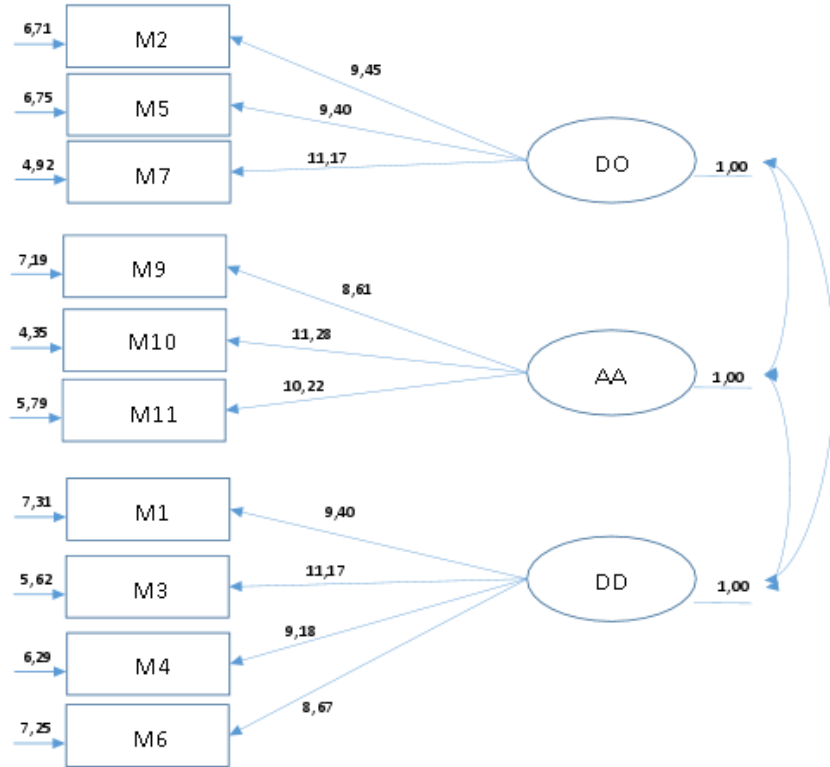 6,71
M2
9,45
6,75
M5
9,40
4,92
M7
11,17
DO
1,00
7,19
M9
8,61
4,35
M10
11,28
5,79
M11
10,22
AA
1,00
7,31
M1
9,40
5,62
M3
11,17
6,29
M4
9,18
7,25
M6
8,67
DD
1,00